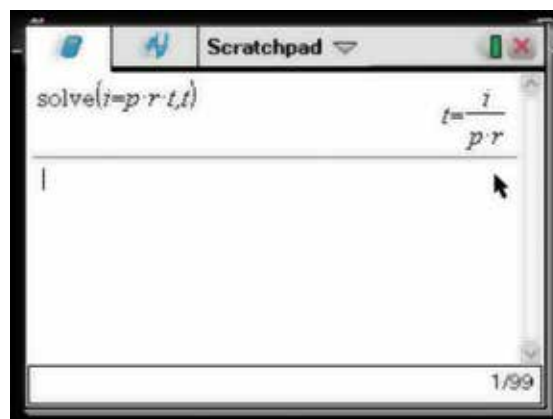 Scratchpad
solve(i=p·r·t,t)
t=i/(p·r)
1/99